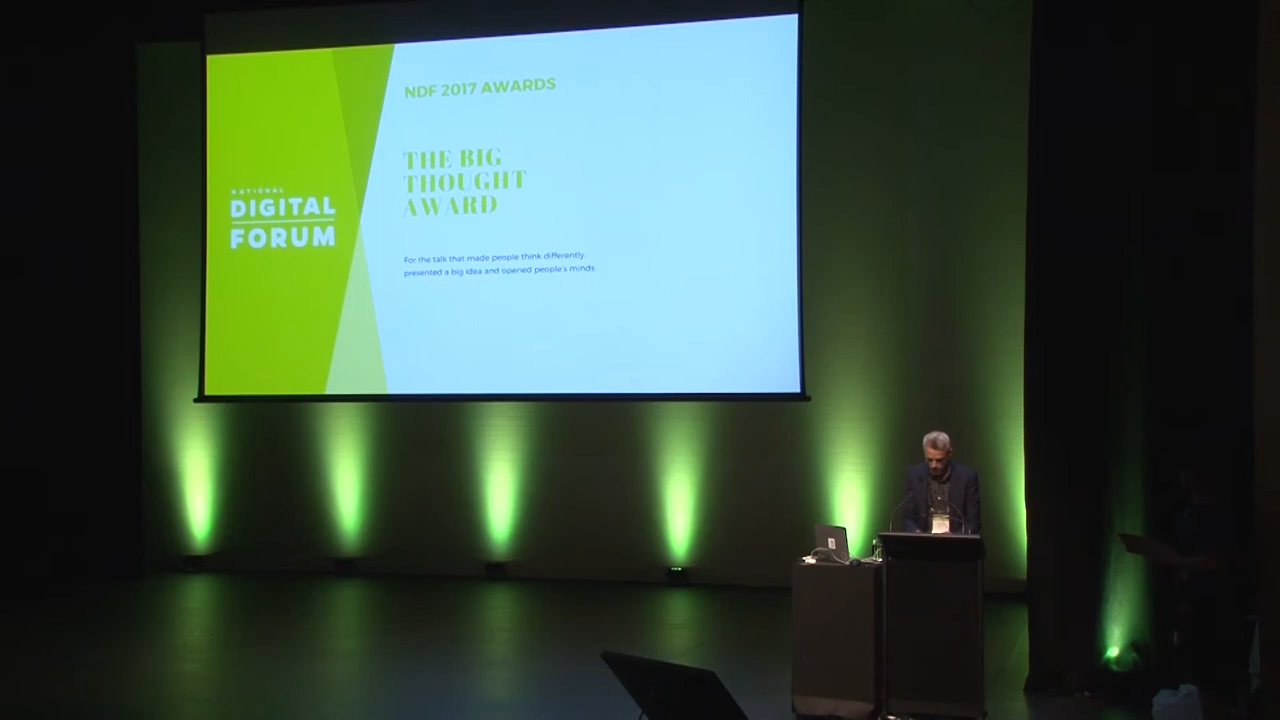 NATIONAL
DIGITAL
FORUM
NDF 2017 AWARDS
THE BIG
THOUGHT
AWARD
For the talk that made people think differently,
presented a big idea and opened people's minds